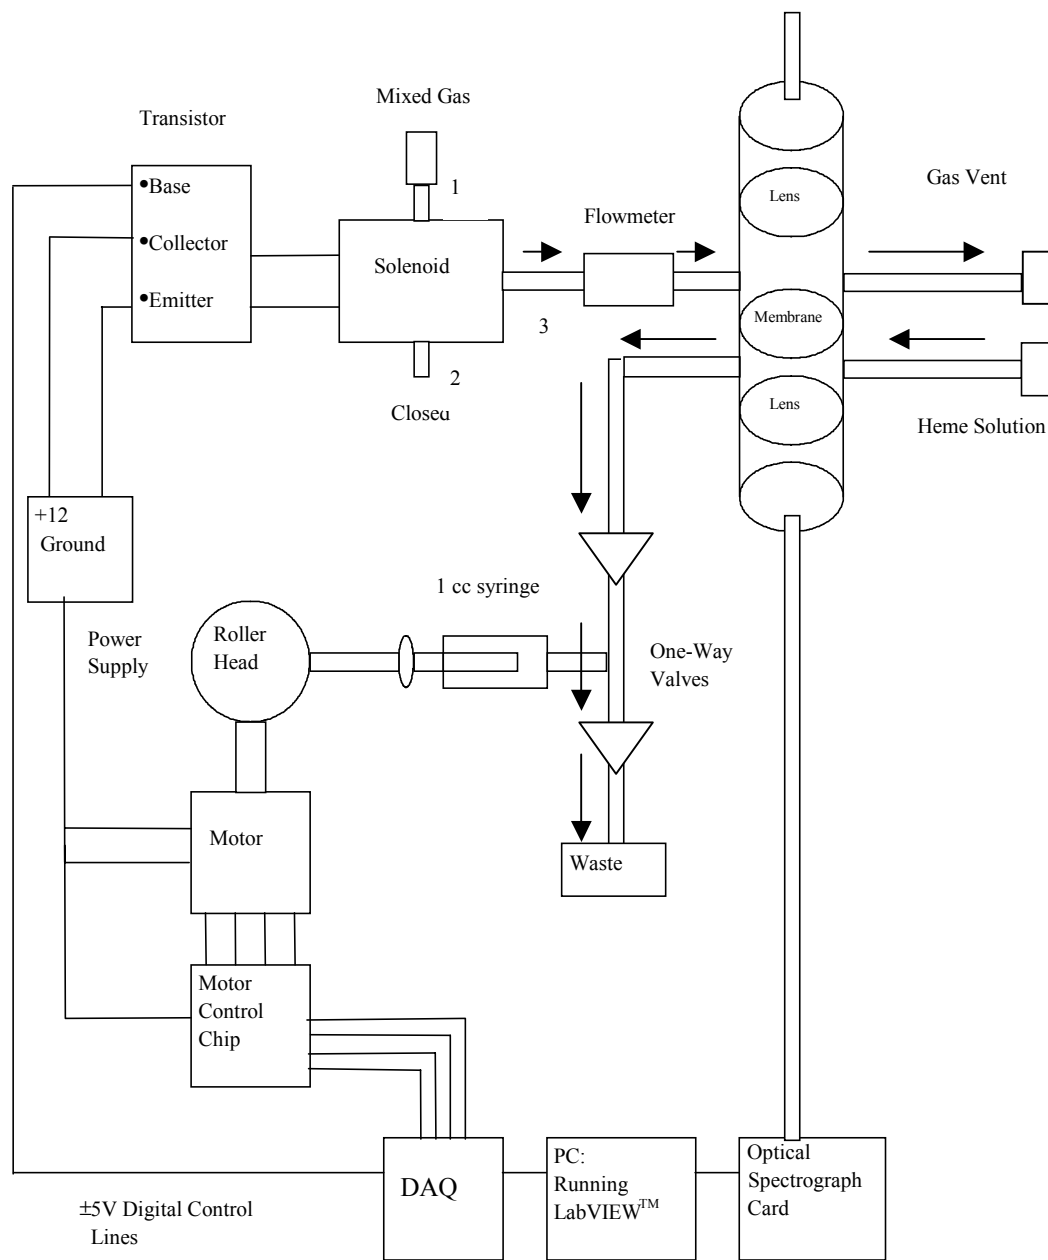 Mixed Gas
Transistor
•Base
•Collector
•Emitter
1
Solenoid
2
Closed
3
Flowmeter
Lens
Membrane
Lens
Gas Vent
Heme Solution
+12
Ground
Power
Supply
Roller
Head
1 cc syringe
One-Way
Valves
Motor
Waste
Motor
Control
Chip
±5V Digital Control
Lines
DAQ
PC:
Running
LabVIEW™
Optical
Spectrograph
Card